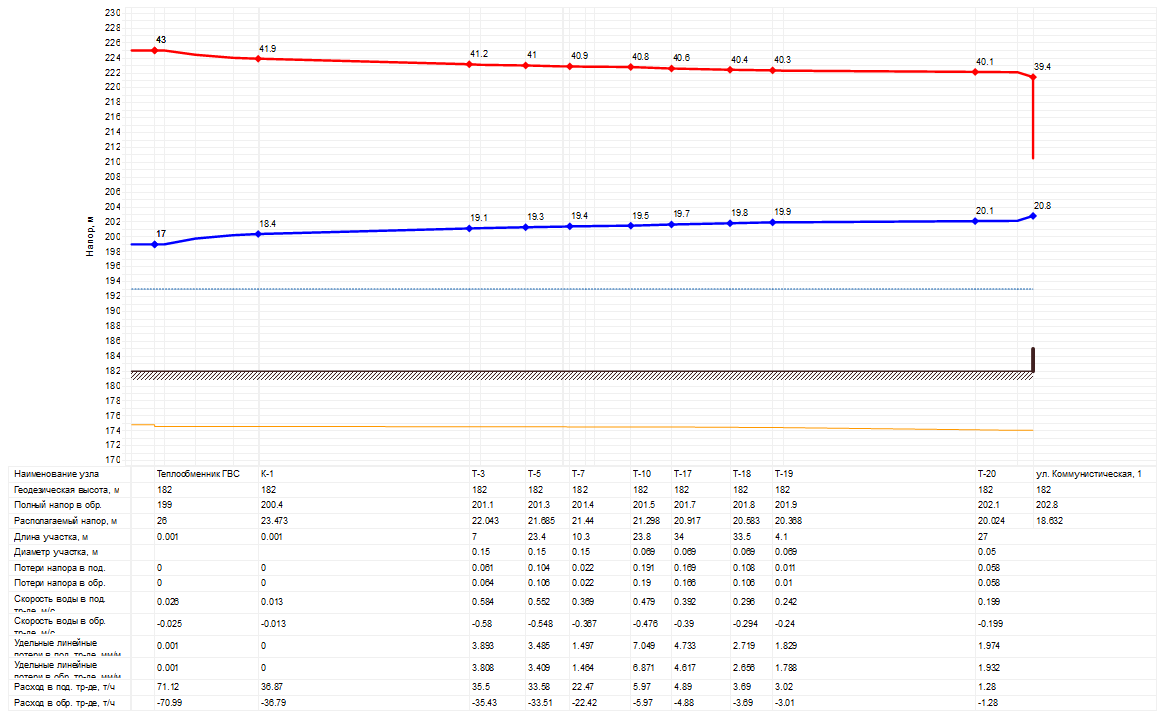 230
228
226
224
222
220
218
216
214
212
210
208
206
204
202
200
198
196
194
192
190
188
186
184
182
180
178
176
174
172
170
Напор, м
43 41.9 41.2 41 40.9 40.8 40.6 40.4 40.3 40.1 39.4
17 18.4 19.1 19.3 19.4 19.5 19.7 19.8 19.9 20.1 20.8
Наименование узла Теплообменник ГВС К-1 Т-3 Т-5 Т-7 Т-10 Т-17 Т-18 Т-19 Т-20 ул. Коммунистическая, 1
Геодезическая высота, м 182 182 182 182 182 182 182 182 182 182 182
Полный напор в обр. 199 200.4 201.1 201.3 201.4 201.5 201.7 201.8 201.9 202.1 202.8
Располагаемый напор, м 26 23.473 22.043 21.685 21.44 21.298 20.917 20.583 20.368 20.024 18.632
Длина участка, м 0.001 0.001 7 23.4 10.3 23.8 34 33.5 4.1 27
Диаметр участка, м 0.15 0.15 0.15 0.069 0.069 0.069 0.069 0.05
Потери напора в под. 0 0 0.061 0.104 0.022 0.191 0.169 0.108 0.011 0.058
Потери напора в обр. 0 0 0.064 0.106 0.022 0.19 0.166 0.106 0.01 0.058
Скорость воды в под. тр-де, м/с 0.026 0.013 0.584 0.552 0.369 0.479 0.392 0.296 0.242 0.199
Скорость воды в обр. тр-де, м/с -0.025 -0.013 -0.58 -0.548 -0.367 -0.476 -0.39 -0.294 -0.24 -0.199
Удельные линейные потери в под. тр-де, мм/м 0.001 0 3.893 3.485 1.497 7.049 4.733 2.719 1.829 1.974
Удельные линейные потери в обр. тр-де, мм/м 0.001 0 3.808 3.409 1.464 6.871 4.617 2.656 1.788 1.932
Расход в под. тр-де, т/ч 71.12 36.87 35.5 33.58 22.47 5.97 4.89 3.69 3.02 1.28
Расход в обр. тр-де, т/ч -70.99 -36.79 -35.43 -33.51 -22.42 -5.97 -4.88 -3.69 -3.01 -1.28